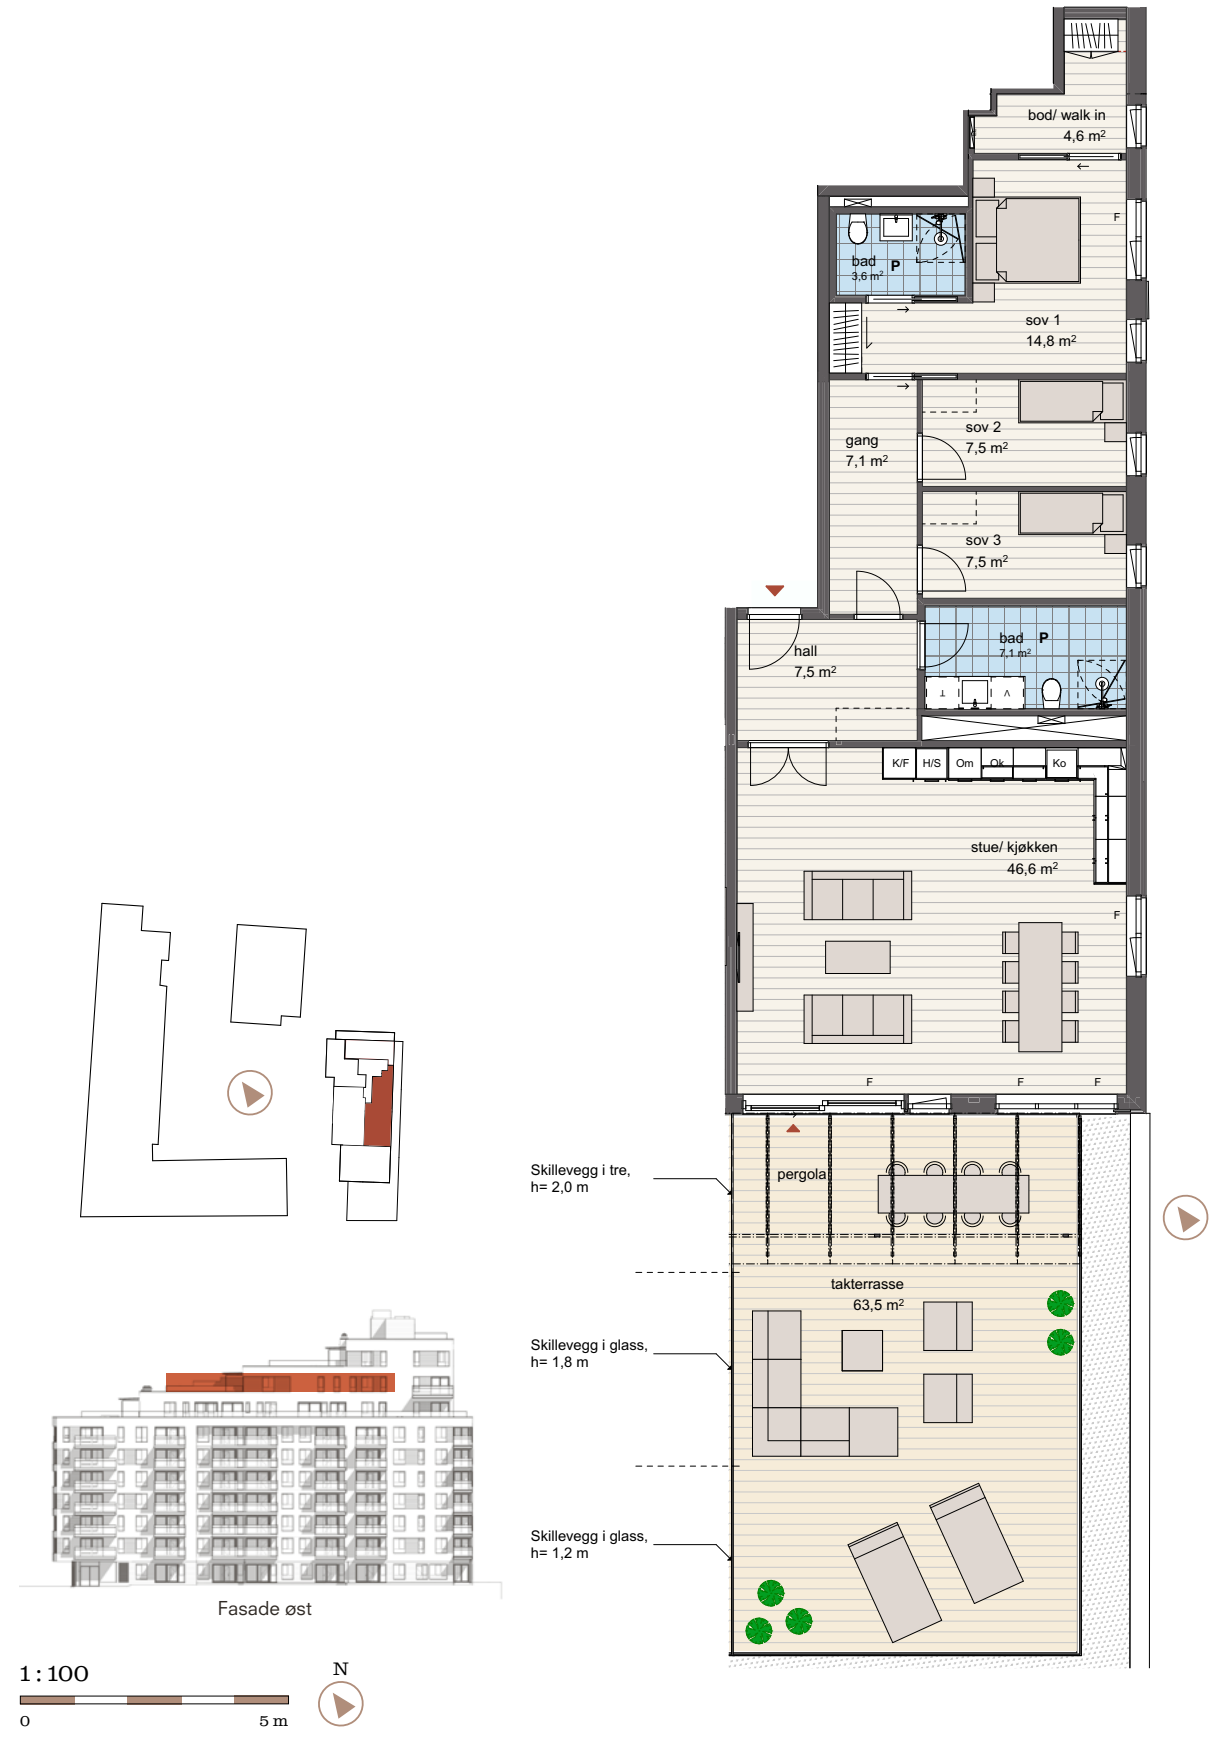 bod/ walk in
4,6 m²
F
bad P
3,6 m²
sov 1
14,8 m²
sov 2
7,5 m²
gang
7,1 m²
sov 3
7,5 m²
bad P
7,1 m²
hall
7,5 m²
T V
K/F H/S Om Ok Ko
stue/ kjøkken
46,6 m²
F
F F F
pergola
Skillevegg i tre,
h= 2,0 m
takterrasse
63,5 m²
Skillevegg i glass,
h= 1,8 m
Skillevegg i glass,
h= 1,2 m
Fasade øst
1:100
0 5 m
N